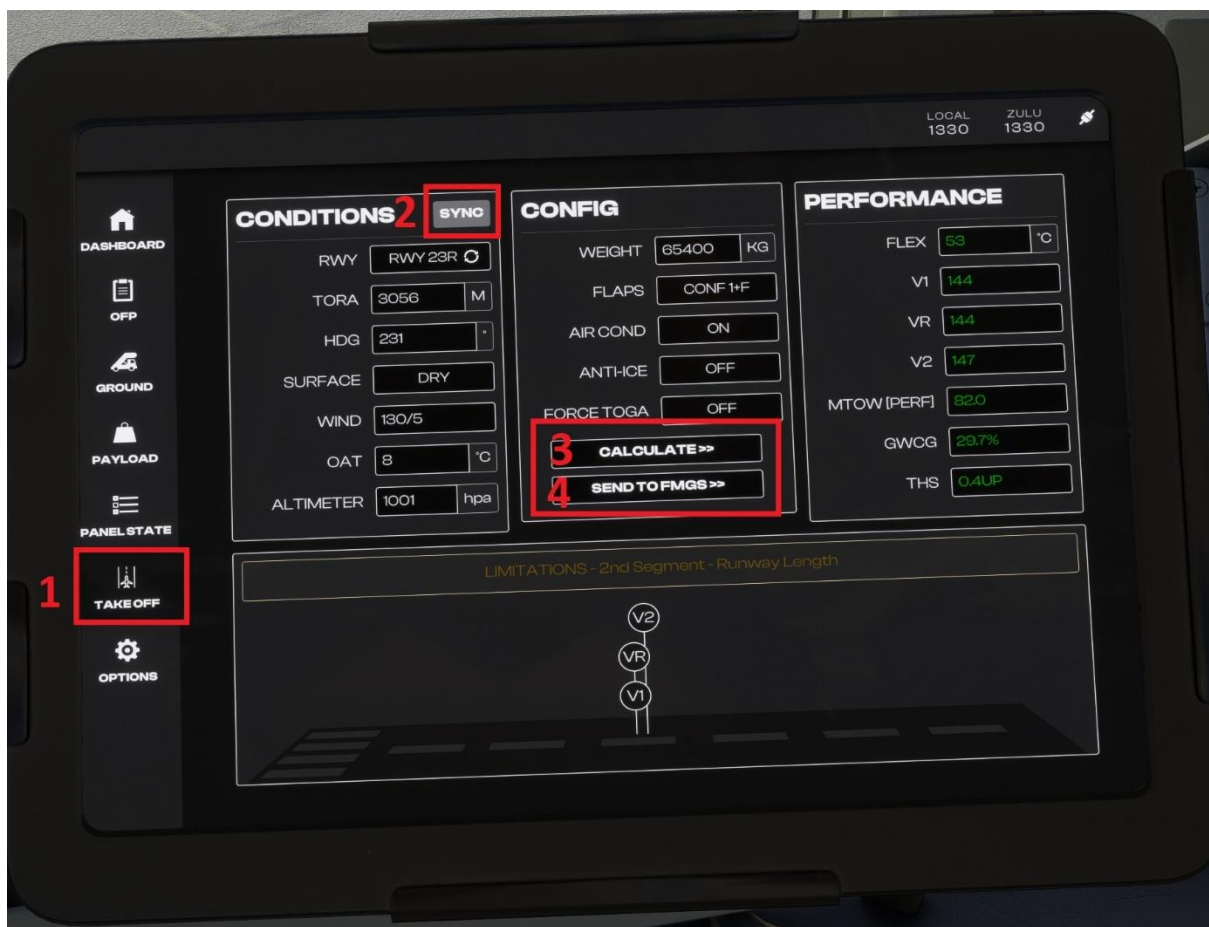 LOCAL ZULU
1330 1330
DASHBOARD
OFP
GROUND
PAYLOAD
PANEL STATE
1
TAKE OFF
OPTIONS
CONDITIONS 2 SYNC
RWY RWY 23R
TORA 3056 M
HDG 231 °
SURFACE DRY
WIND 130/5
OAT 8 °C
ALTIMETER 1001 hpa
CONFIG
WEIGHT 65400 KG
FLAPS CONF 1+F
AIR COND ON
ANTI-ICE OFF
FORCE TOGA OFF
3 CALCULATE >>
4 SEND TO FMGS >>
PERFORMANCE
FLEX 53 °C
V1 144
VR 144
V2 147
MTOW [PERF] 82.0
GWCG 29.7%
THS 0.4UP
LIMITATIONS - 2nd Segment - Runway Length
V2
VR
V1